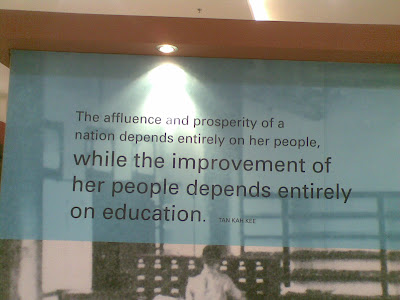 The affluence and prosperity of a
nation depends entirely on her people,
while the improvement of
her people depends entirely
on education. TAN KAH KEE